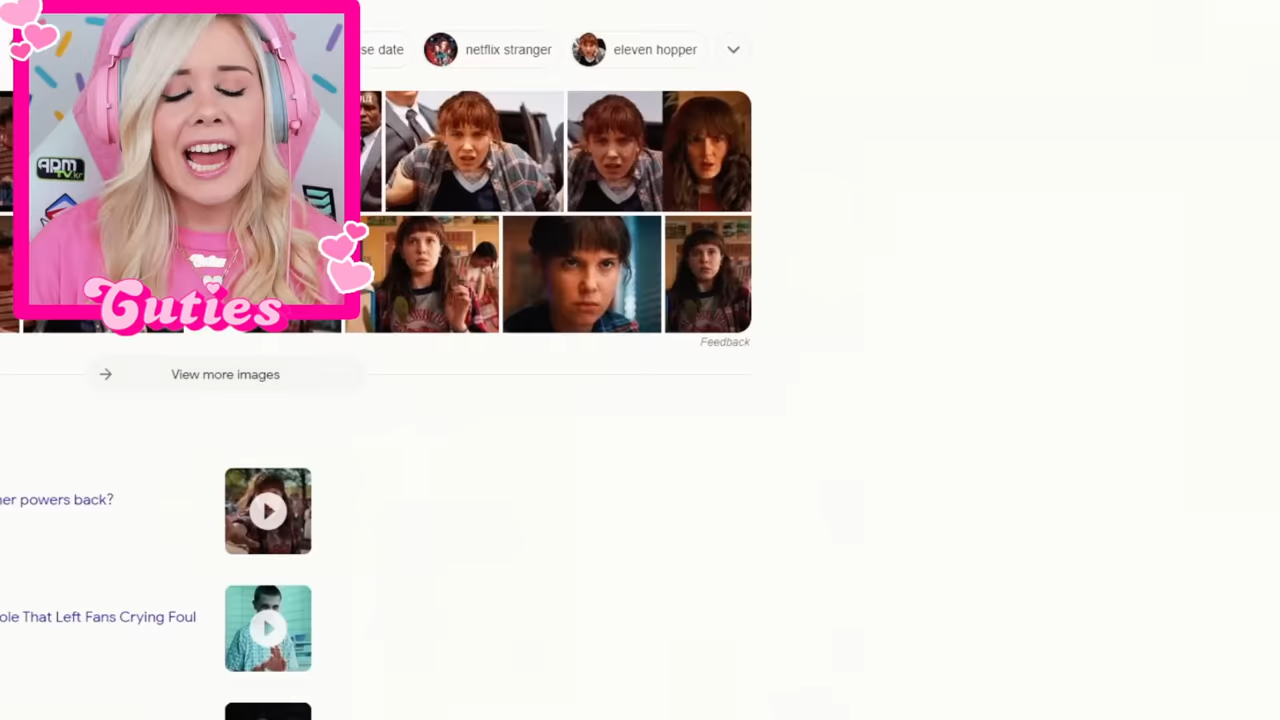 se date
netflix stranger
eleven hopper
Cuties
Feedback
View more images
her powers back?
ole That Left Fans Crying Foul